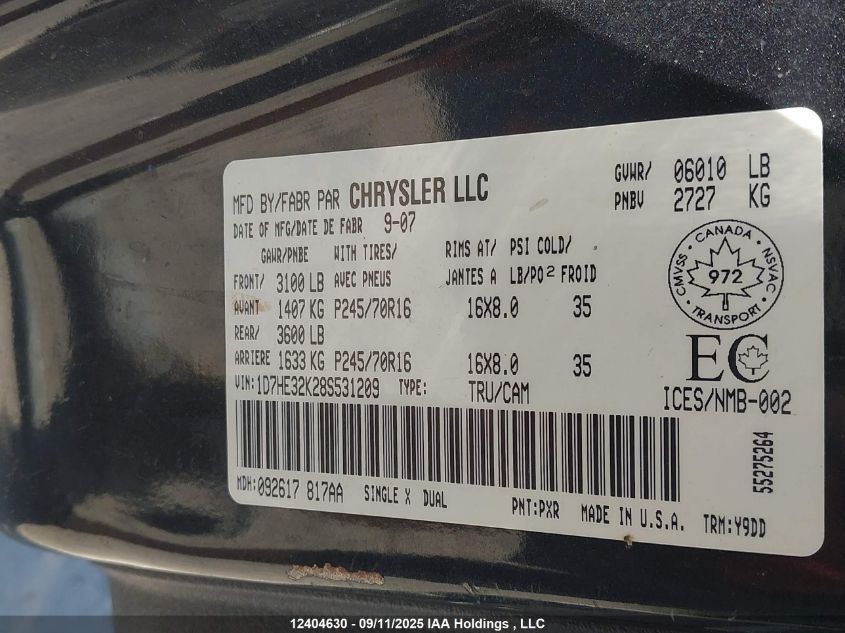 MFD BY/FABR PAR CHRYSLER LLC
GVWR/ 06010 LB
PNBV 2727 KG
DATE OF MFG/DATE DE FABR 9-07
GAWR/PNBE WITH TIRES/ RIMS AT/ PSI COLD/
FRONT/ 3100 LB AVEC PNEUS JANTES A LB/PO² FROID
AVANT 1407 KG P245/70R16 16X8.0 35
REAR/ 3600 LB
ARRIERE 1633 KG P245/70R16 16X8.0 35
CANADA
CMVSS 972 NSVAC
TRANSPORT
EC
ICES/NMB-002
VIN: 1D7HE32K28S531209 TYPE: TRU/CAM
55275264
MDH: 092617 817AA SINGLE X DUAL PNT: PXR MADE IN U.S.A. TRM: Y9DD
12404630 - 09/11/2025 IAA Holdings, LLC